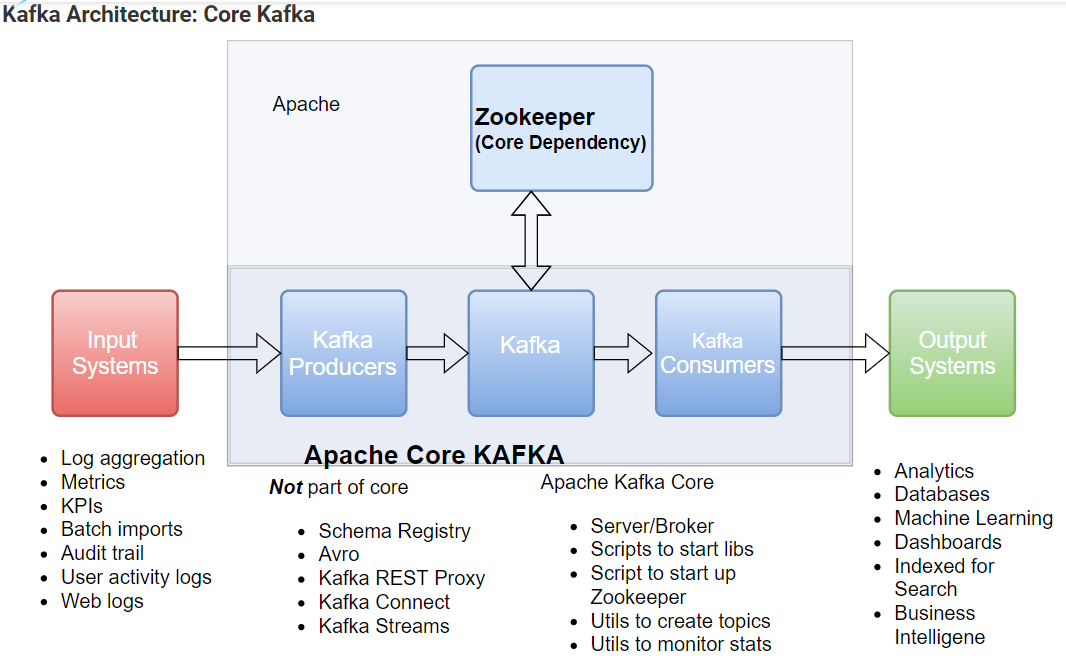 Kafka Architecture: Core Kafka
Apache
Zookeeper
(Core Dependency)
Input
Systems
Kafka
Producers
Kafka
Kafka
Consumers
Output
Systems
Apache Core KAFKA
• Log aggregation
• Metrics
• KPIs
• Batch imports
• Audit trail
• User activity logs
• Web logs
Not part of core
• Schema Registry
• Avro
• Kafka REST Proxy
• Kafka Connect
• Kafka Streams
Apache Kafka Core
• Server/Broker
• Scripts to start libs
• Script to start up
Zookeeper
• Utils to create topics
• Utils to monitor stats
• Analytics
• Databases
• Machine Learning
• Dashboards
• Indexed for
Search
• Business
Intelligene